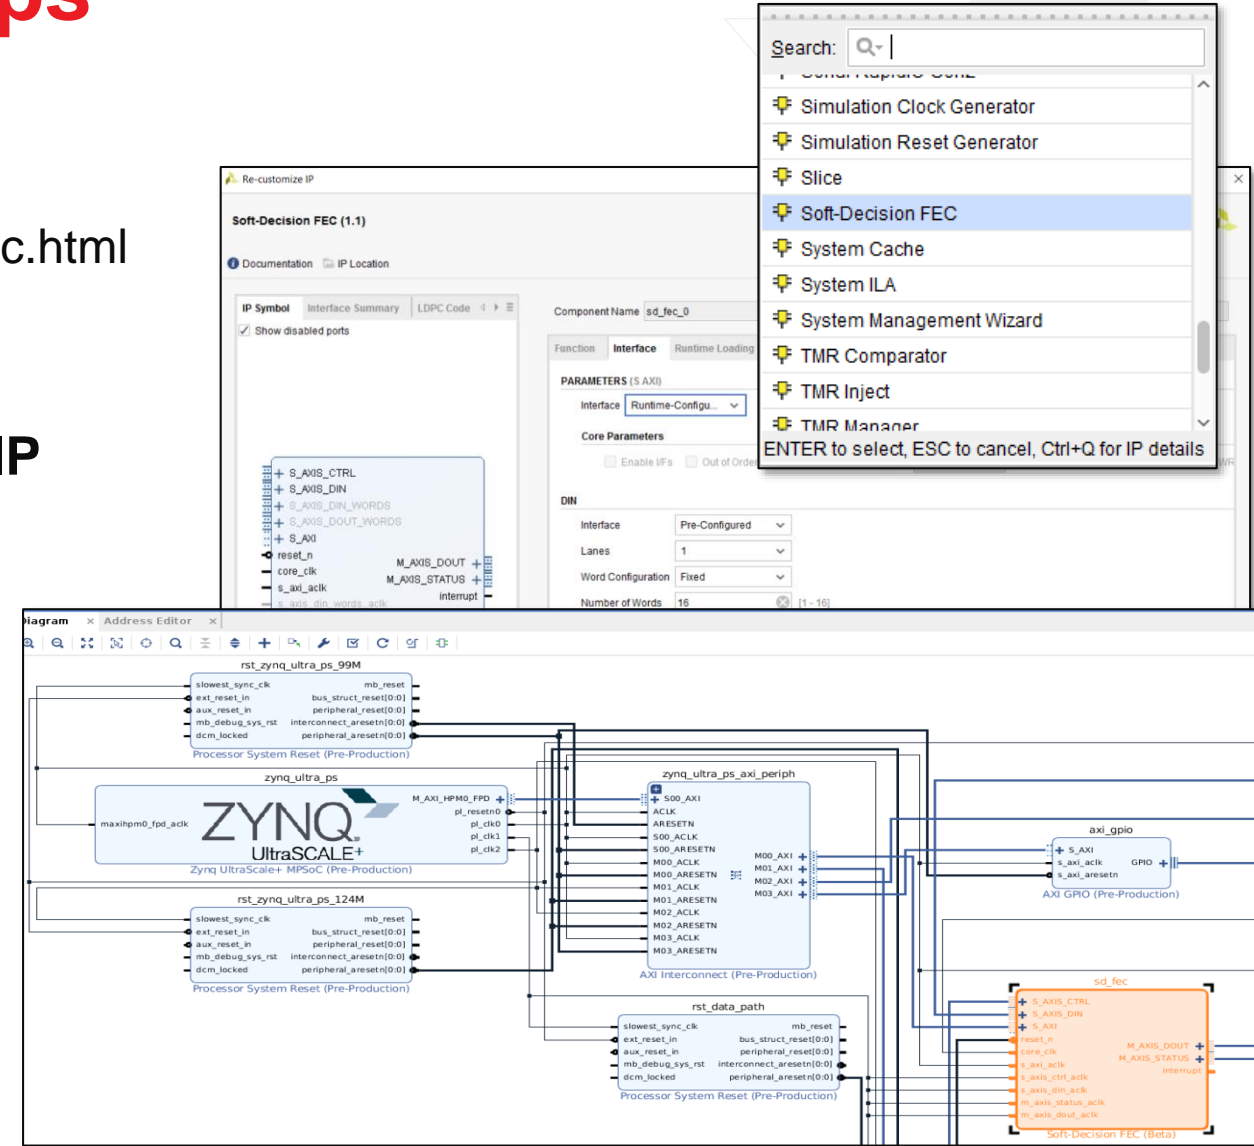 ps
c.html
IP
Search:
Simulation Clock Generator
Simulation Reset Generator
Slice
Soft-Decision FEC
System Cache
System ILA
System Management Wizard
TMR Comparator
TMR Inject
TMR Manager
ENTER to select, ESC to cancel, Ctrl+Q for IP details
Re-customize IP
Soft-Decision FEC (1.1)
Documentation IP Location
IP Symbol Interface Summary LDPC Code
Show disabled ports
S_AXIS_CTRL
S_AXIS_DIN
S_AXIS_DIN_WORDS
S_AXIS_DOUT_WORDS
S_AXI
reset_n
core_clk
s_axi_aclk
s_axis_din_words_aclk
M_AXIS_DOUT
M_AXIS_STATUS
interrupt
Component Name sd_fec_0
Function Interface Runtime Loading
PARAMETERS (S AXI)
Interface Runtime-Configu...
Core Parameters
Enable I/Fs Out of Order
WR
DIN
Interface Pre-Configured
Lanes 1
Word Configuration Fixed
Number of Words 16 [1 - 16]
Diagram × Address Editor ×
rst_zynq_ultra_ps_99M
slowest_sync_clk mb_reset
ext_reset_in bus_struct_reset[0:0]
aux_reset_in peripheral_reset[0:0]
mb_debug_sys_rst interconnect_aresetn[0:0]
dcm_locked peripheral_aresetn[0:0]
Processor System Reset (Pre-Production)
zynq_ultra_ps
maxihpm0_fpd_aclk
ZYNQ
UltraSCALE+
M_AXI_HPM0_FPD
pl_resetn0
pl_clk0
pl_clk1
pl_clk2
Zynq UltraScale+ MPSoC (Pre-Production)
rst_zynq_ultra_ps_124M
slowest_sync_clk mb_reset
ext_reset_in bus_struct_reset[0:0]
aux_reset_in peripheral_reset[0:0]
mb_debug_sys_rst interconnect_aresetn[0:0]
dcm_locked peripheral_aresetn[0:0]
Processor System Reset (Pre-Production)
zynq_ultra_ps_axi_periph
S00_AXI
ACLK
ARESETN
S00_ACLK
S00_ARESETN
M00_ACLK
M00_ARESETN
M01_ACLK
M01_ARESETN
M02_ACLK
M02_ARESETN
M03_ACLK
M03_ARESETN
M00_AXI
M01_AXI
M02_AXI
M03_AXI
AXI Interconnect (Pre-Production)
rst_data_path
slowest_sync_clk mb_reset
ext_reset_in bus_struct_reset[0:0]
aux_reset_in peripheral_reset[0:0]
mb_debug_sys_rst interconnect_aresetn[0:0]
dcm_locked peripheral_aresetn[0:0]
Processor System Reset (Pre-Production)
axi_gpio
S_AXI
s_axi_aclk GPIO
s_axi_aresetn
AXI GPIO (Pre-Production)
sd_fec
S_AXIS_CTRL
S_AXIS_DIN
S_AXI
reset_n
core_clk
s_axi_aclk
s_axis_ctrl_aclk
s_axis_din_aclk
m_axis_status_aclk
m_axis_dout_aclk
M_AXIS_DOUT
M_AXIS_STATUS
interrupt
Soft-Decision FEC (Beta)